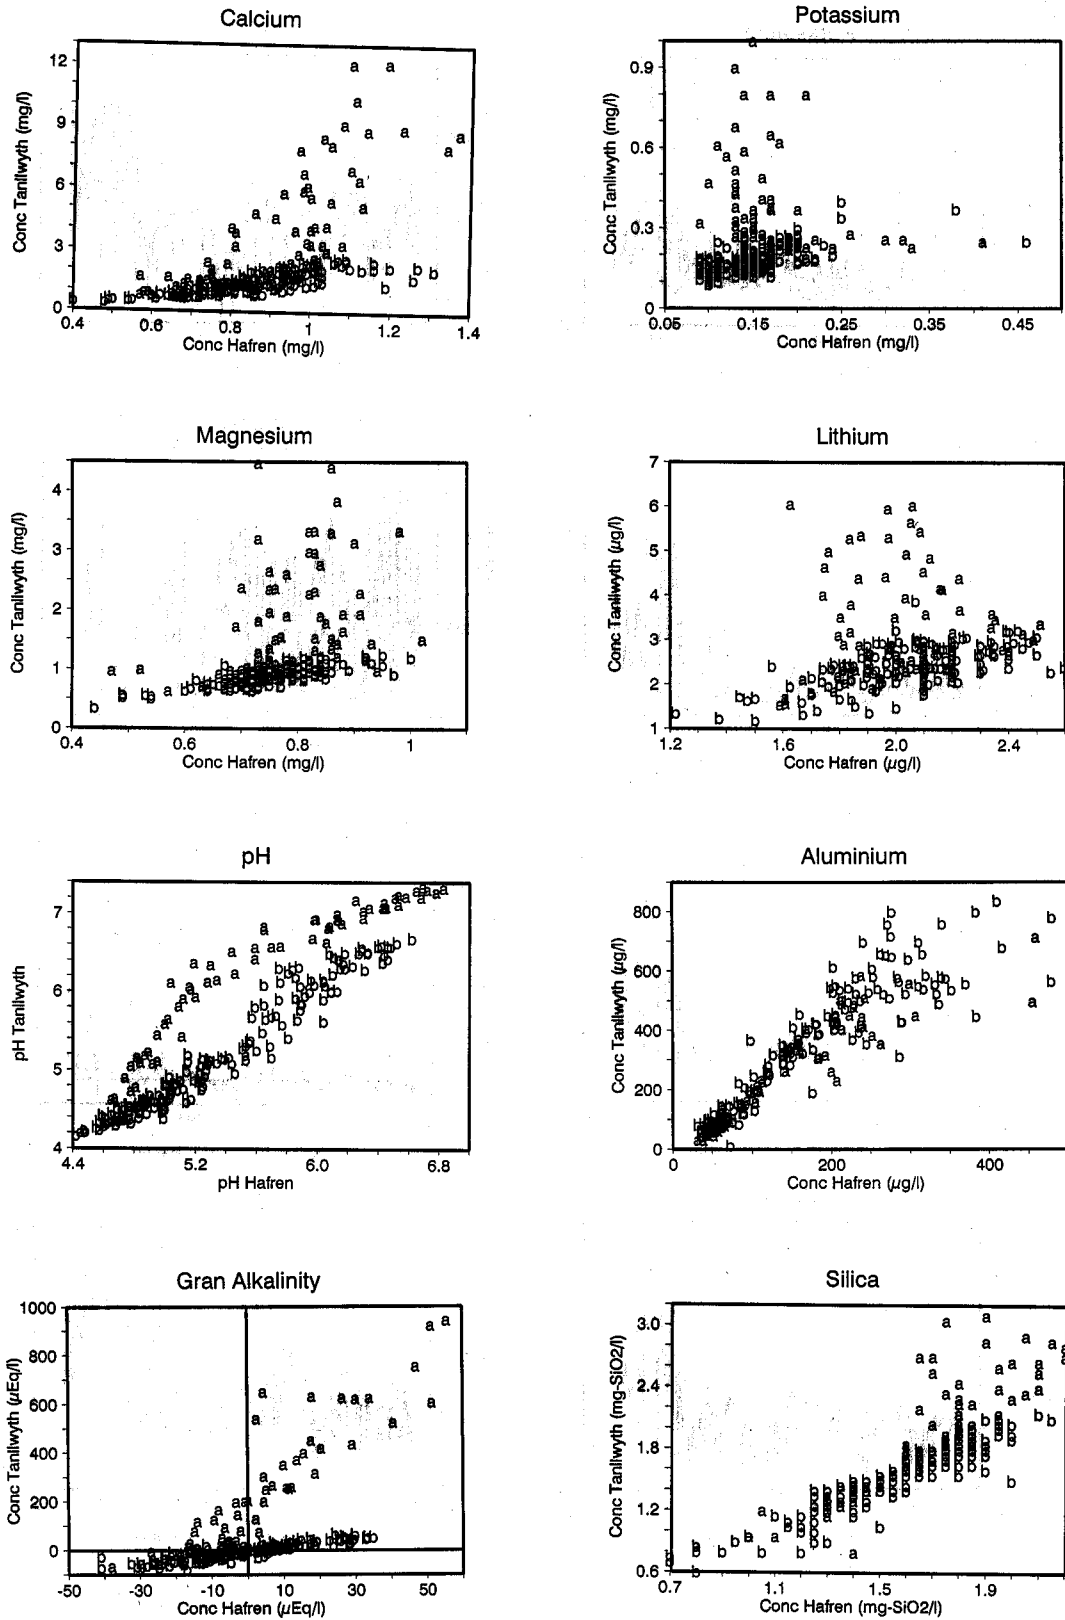 Calcium
Conc Tanllwyth (mg/l)
12
9
6
3
0
0.4 0.6 0.8 1 1.2 1.4
Conc Hafren (mg/l)
Potassium
Conc Tanllwyth (mg/l)
0.9
0.6
0.3
0
0.05 0.15 0.25 0.35 0.45
Conc Hafren (mg/l)
Magnesium
Conc Tanllwyth (mg/l)
4
3
2
1
0
0.4 0.6 0.8 1
Conc Hafren (mg/l)
Lithium
Conc Tanllwyth (µg/l)
7
6
5
4
3
2
1
1.2 1.6 2.0 2.4
Conc Hafren (µg/l)
pH
pH Tanllwyth
7
6
5
4
4.4 5.2 6.0 6.8
pH Hafren
Aluminium
Conc Tanllwyth (µg/l)
800
600
400
200
0
0 200 400
Conc Hafren (µg/l)
Gran Alkalinity
Conc Tanllwyth (µEq/l)
1000
800
600
400
200
0
-50 -30 -10 10 30 50
Conc Hafren (µEq/l)
Silica
Conc Tanllwyth (mg-SiO2/l)
3.0
2.4
1.8
1.2
0.6
0.7 1.1 1.5 1.9
Conc Hafren (mg-SiO2/l)